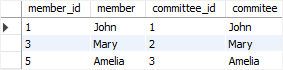 member_id member committee_id commitee
1 John 1 John
3 Mary 2 Mary
5 Amelia 3 Amelia